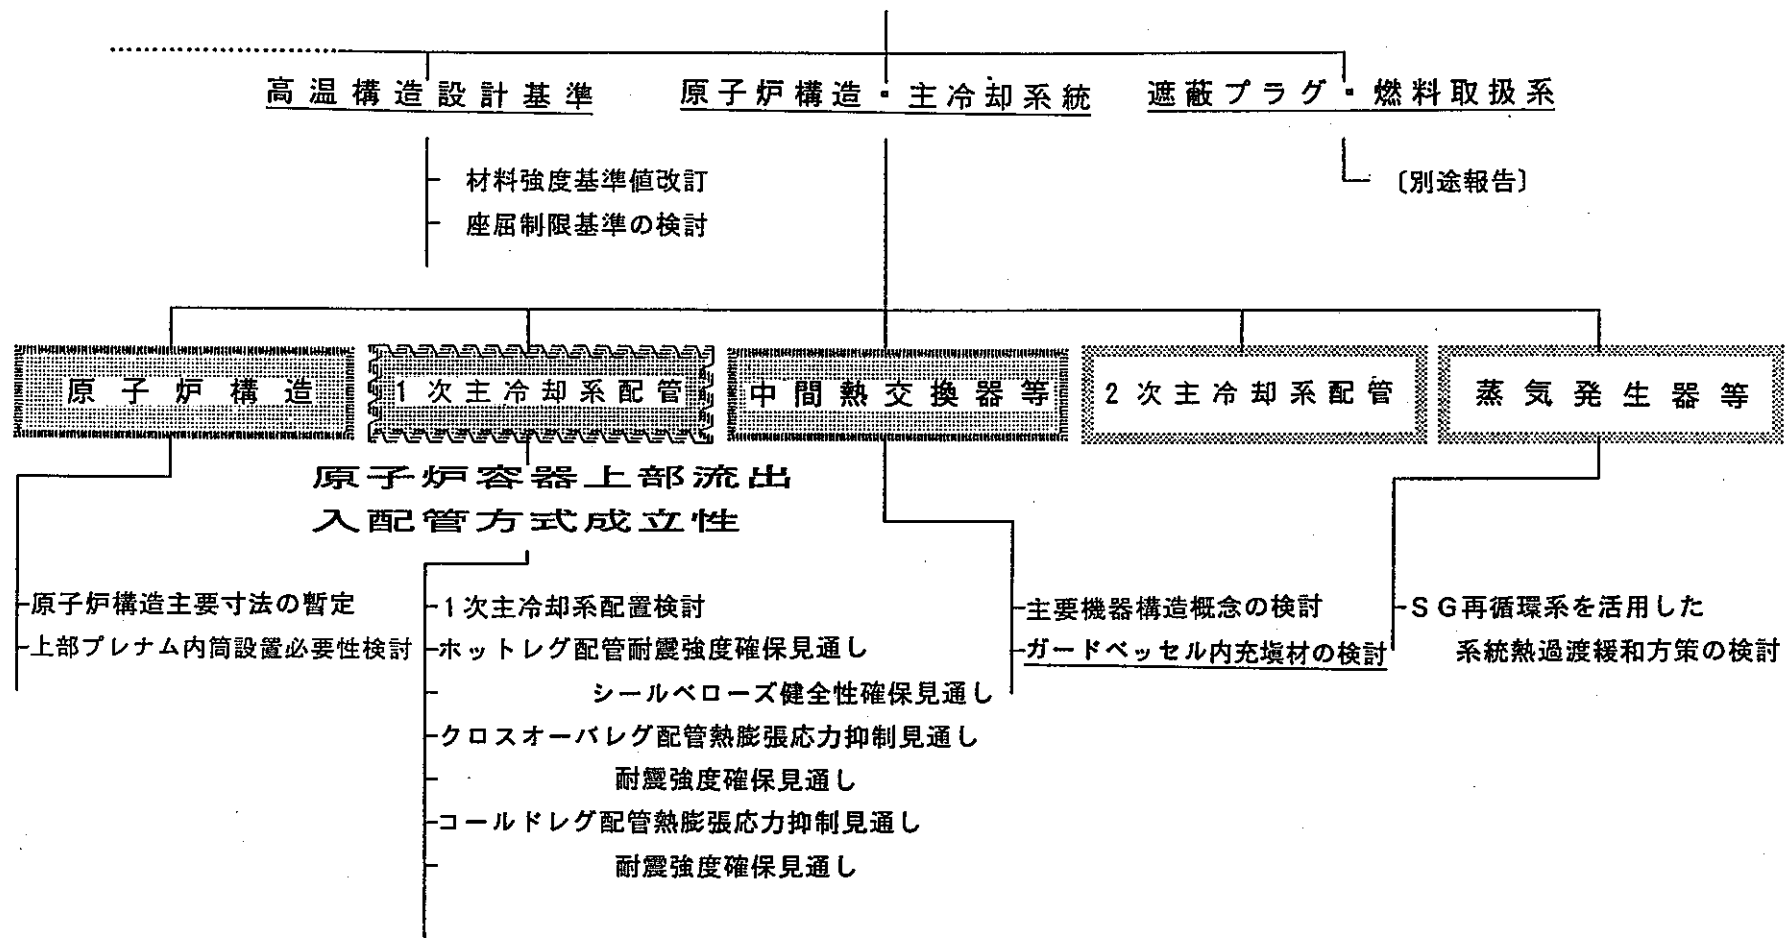 高温構造設計基準
原子炉構造・主冷却系統
遮蔽プラグ・燃料取扱系
材料強度基準値改訂
座屈制限基準の検討
〔別途報告〕
原子炉構造
1次主冷却系配管
中間熱交換器等
2次主冷却系配管
蒸気発生器等
原子炉容器上部流出
入配管方式成立性
原子炉構造主要寸法の暫定
上部プレナム内筒設置必要性検討
1次主冷却系配置検討
ホットレグ配管耐震強度確保見通し
シールベローズ健全性確保見通し
クロスオーバレグ配管熱膨張応力抑制見通し
耐震強度確保見通し
コールドレグ配管熱膨張応力抑制見通し
耐震強度確保見通し
主要機器構造概念の検討
ガードベッセル内充塡材の検討
SG再循環系を活用した
系統熱過渡緩和方策の検討